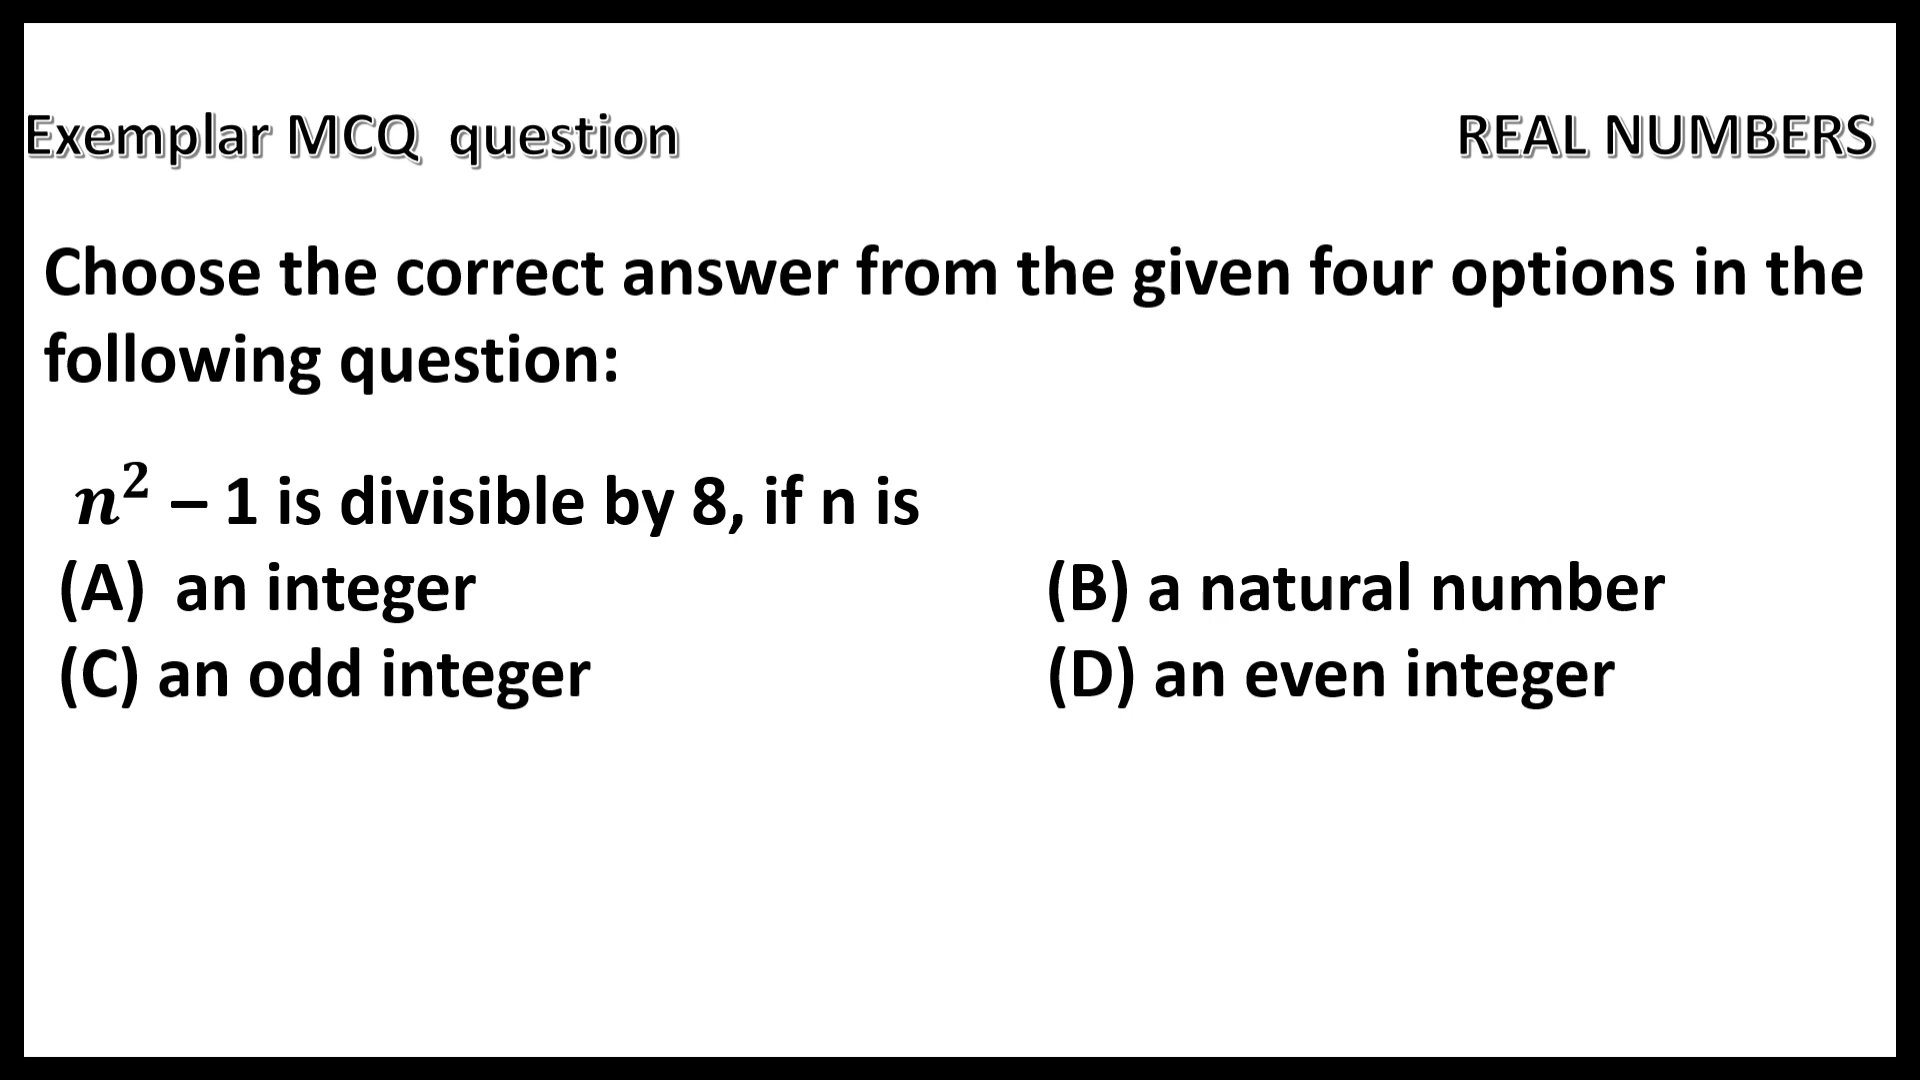 Exemplar MCQ question REAL NUMBERS
Choose the correct answer from the given four options in the
following question:
n² – 1 is divisible by 8, if n is
(A) an integer (B) a natural number
(C) an odd integer (D) an even integer